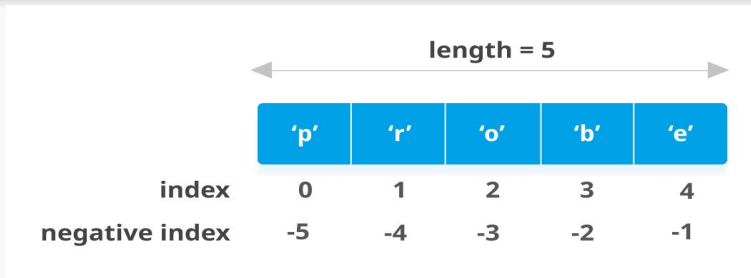 length = 5
‘p’ ‘r’ ‘o’ ‘b’ ‘e’
index 0 1 2 3 4
negative index -5 -4 -3 -2 -1